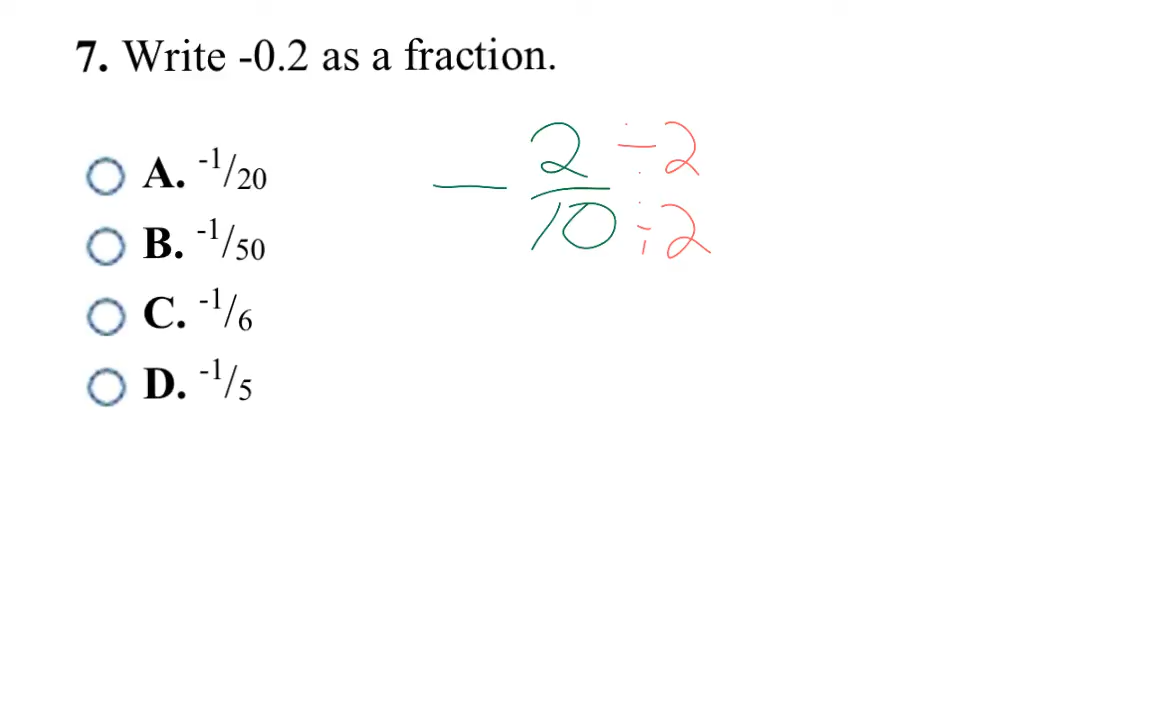 7. Write -0.2 as a fraction.
- 2/10 ÷2 ÷2
A. -1/20
B. -1/50
C. -1/6
D. -1/5